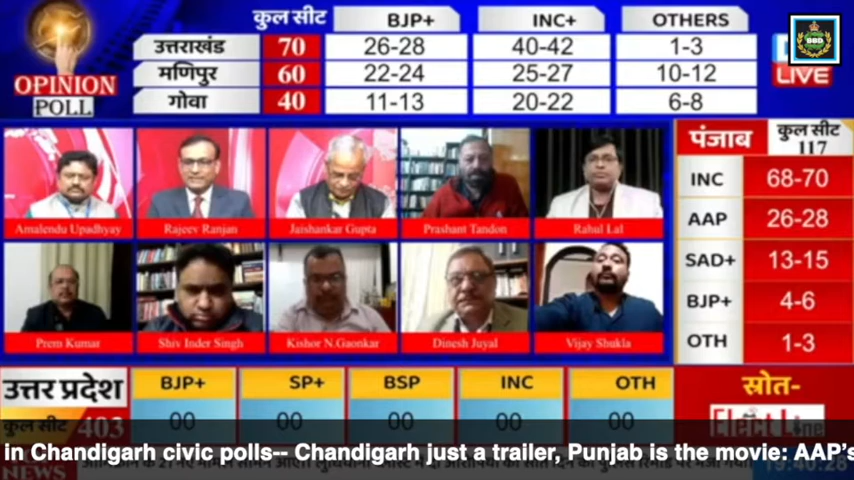 OPINION
POLL
कुल सीट BJP+ INC+ OTHERS
उत्तराखंड 70 26-28 40-42 1-3
मणिपुर 60 22-24 25-27 10-12
गोवा 40 11-13 20-22 6-8
BBD
LIVE
पंजाब कुल सीट
117
INC 68-70
AAP 26-28
SAD+ 13-15
BJP+ 4-6
OTH 1-3
Amalendu Upadhyay Rajeev Ranjan Jaishankar Gupta Prashant Tandon Rahul Lal
Prem Kumar Shiv Inder Singh Kishor N.Gaonkar Dinesh Juyal Vijay Shukla
उत्तर प्रदेश BJP+ SP+ BSP INC OTH
कुल सीट 403 00 00 00 00 00
स्रोत-
Elect Line
in Chandigarh civic polls-- Chandigarh just a trailer, Punjab is the movie: AAP’s
NEWS
19:40:28